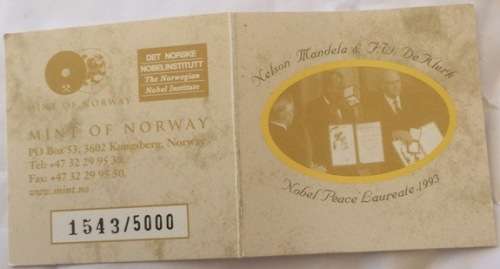 DET NORSKE
NOBELINSTITUTT
The Norwegian
Nobel Institute
MINT OF NORWAY
MINT OF NORWAY
PO Box 53, 3602 Kongsberg, Norway
Tel: +47 32 29 95 30.
Fax: +47 32 29 95 50.
www.mint.no
1543/5000
Nelson Mandela & F.W. De Klerk
Nobel Peace Laureate 1993